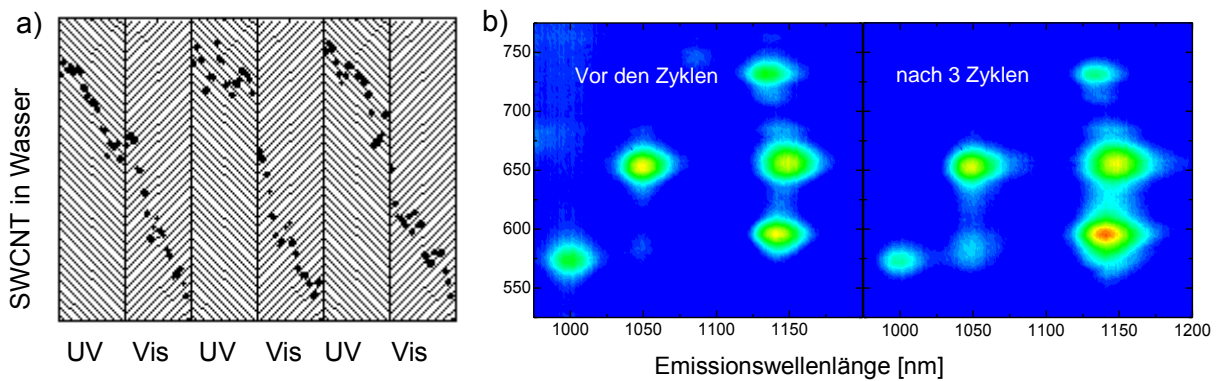 a)
SWCNT in Wasser
UV Vis UV Vis UV Vis
b)
Vor den Zyklen
nach 3 Zyklen
750
700
650
600
550
1000 1050 1100 1150 1000 1050 1100 1150 1200
Emissionswellenlänge [nm]